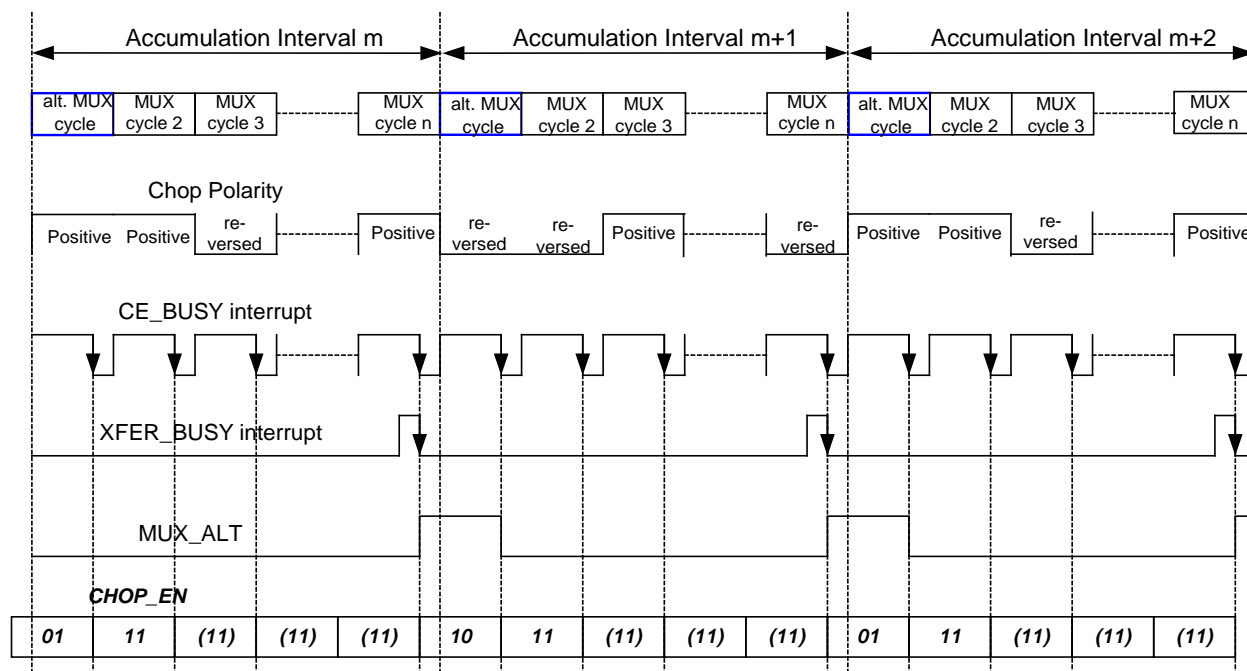 Accumulation Interval m Accumulation Interval m+1 Accumulation Interval m+2
alt. MUX cycle MUX cycle 2 MUX cycle 3 MUX cycle n alt. MUX cycle MUX cycle 2 MUX cycle 3 MUX cycle n alt. MUX cycle MUX cycle 2 MUX cycle 3 MUX cycle n
Chop Polarity
Positive Positive re-versed Positive re-versed re-versed Positive re-versed Positive Positive re-versed Positive
CE_BUSY interrupt
XFER_BUSY interrupt
MUX_ALT
CHOP_EN
01 11 (11) (11) (11) 10 11 (11) (11) (11) 01 11 (11) (11) (11)